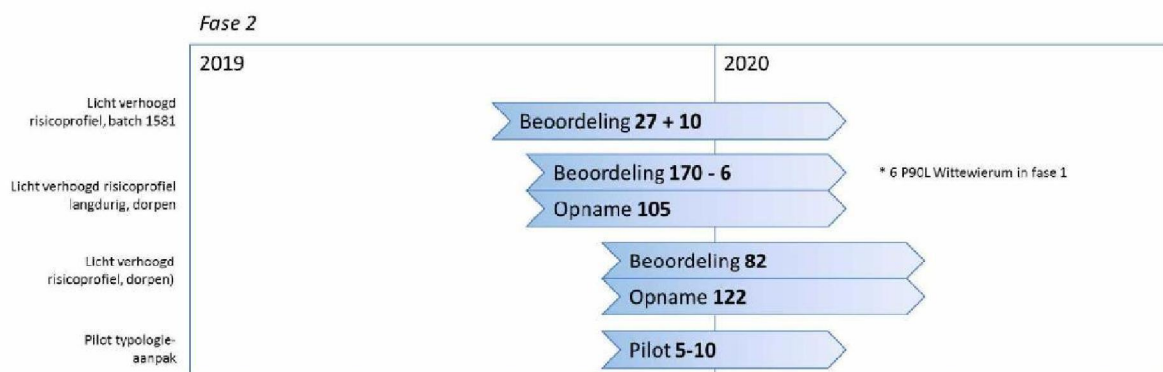 Fase 2
2019
2020
Licht verhoogd
risicoprofiel, batch 1581
Beoordeling 27 + 10
Licht verhoogd risicoprofiel
langdurig, dorpen
Beoordeling 170 - 6
* 6 P90L Wittewierum in fase 1
Opname 105
Licht verhoogd
risicoprofiel, dorpen)
Beoordeling 82
Opname 122
Pilot typologie-
aanpak
Pilot 5-10